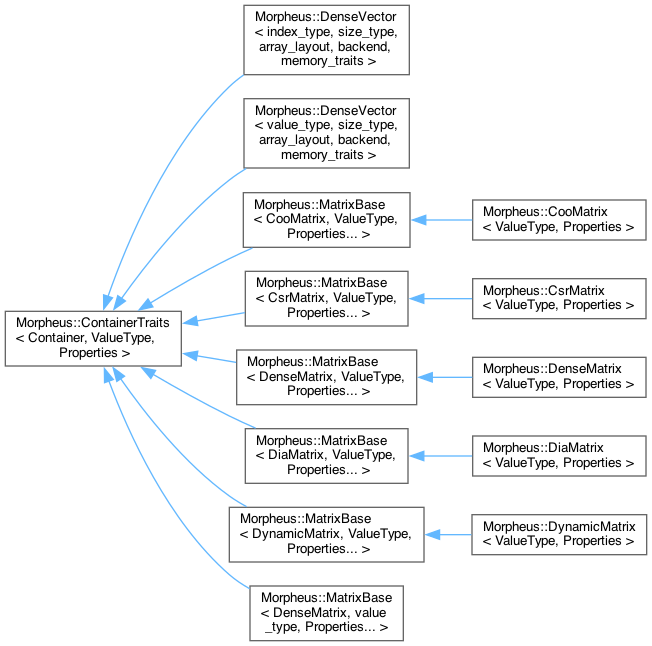 Morpheus::DenseVector
< index_type, size_type,
array_layout, backend,
memory_traits >
Morpheus::DenseVector
< value_type, size_type,
array_layout, backend,
memory_traits >
Morpheus::MatrixBase
< CooMatrix, ValueType,
Properties... >
Morpheus::CooMatrix
< ValueType, Properties >
Morpheus::MatrixBase
< CsrMatrix, ValueType,
Properties... >
Morpheus::CsrMatrix
< ValueType, Properties >
Morpheus::ContainerTraits
< Container, ValueType,
Properties >
Morpheus::MatrixBase
< DenseMatrix, ValueType,
Properties... >
Morpheus::DenseMatrix
< ValueType, Properties >
Morpheus::MatrixBase
< DiaMatrix, ValueType,
Properties... >
Morpheus::DiaMatrix
< ValueType, Properties >
Morpheus::MatrixBase
< DynamicMatrix, ValueType,
Properties... >
Morpheus::DynamicMatrix
< ValueType, Properties >
Morpheus::MatrixBase
< DenseMatrix, value
_type, Properties... >